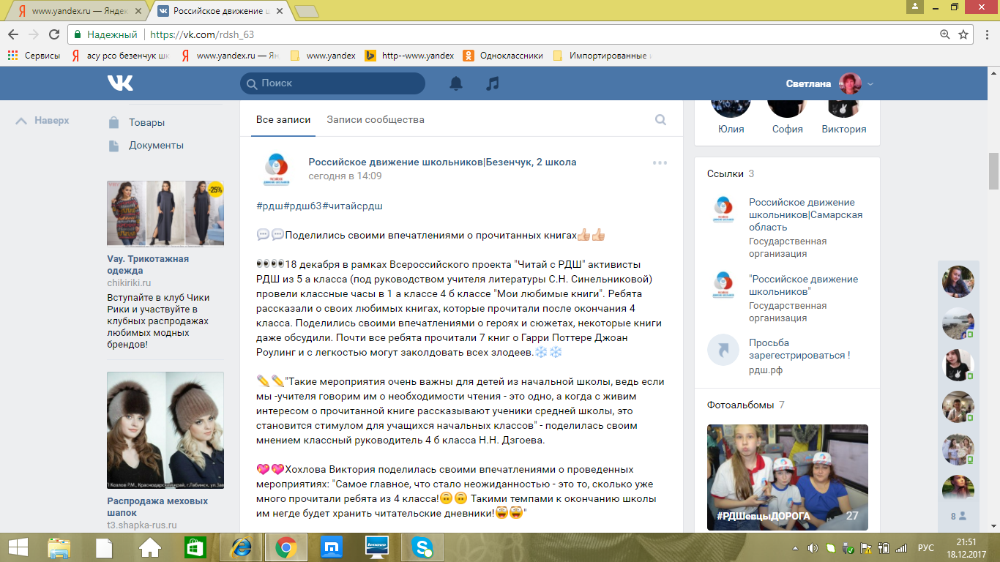 www.yandex.ru — Яндек
Российское движение ш
Надежный
https://vk.com/rdsh_63
Сервисы
асу рсо безенчук шк
www.yandex.ru — Ян
www.yandex
http--www.yandex
Одноклассники
Импортированные
Поиск
Светлана
Наверх
Товары
Документы
-25%
Vay. Трикотажная
одежда
chikiriki.ru
Вступайте в клуб Чики
Рики и участвуйте в
клубных распродажах
любимых модных
брендов!
Распродажа меховых
шапок
t3.shapka-rus.ru
Все записи
Записи сообщества
Российское движение школьников|Безенчук, 2 школа
сегодня в 14:09
#рдш#рдш63#читайсрдш
Поделились своими впечатлениями о прочитанных книгах
18 декабря в рамках Всероссийского проекта "Читай с РДШ" активисты
РДШ из 5 а класса (под руководством учителя литературы С.Н. Синельниковой)
провели классные часы в 1 а классе 4 б классе "Мои любимые книги". Ребята
рассказали о своих любимых книгах, которые прочитали после окончания 4
класса. Поделились своими впечатлениями о героях и сюжетах, некоторые книги
даже обсудили. Почти все ребята прочитали 7 книг о Гарри Поттере Джоан
Роулинг и с легкостью могут заколдовать всех злодеев.
"Такие мероприятия очень важны для детей из начальной школы, ведь если
мы -учителя говорим им о необходимости чтения - это одно, а когда с живим
интересом о прочитанной книге рассказывают ученики средней школы, это
становится стимулом для учащихся начальных классов" - поделилась своим
мнением классный руководитель 4 б класса Н.Н. Дзгоева.
Хохлова Виктория поделилась своими впечатлениями о проведенных
мероприятиях: "Самое главное, что стало неожиданностью - это то, сколько уже
много прочитали ребята из 4 класса! Такими темпами к окончанию школы
им негде будет хранить читательские дневники!"
Юлия
София
Виктория
Ссылки 3
Российское движение
школьников|Самарская
область
Государственная
организация
"Российское движение
школьников"
Государственная
организация
Просьба
зарегестрироваться !
рдш.рф
Фотоальбомы 7
#РДШевцыДОРОГА 27
8
lenovo
РУС
21:51
18.12.2017